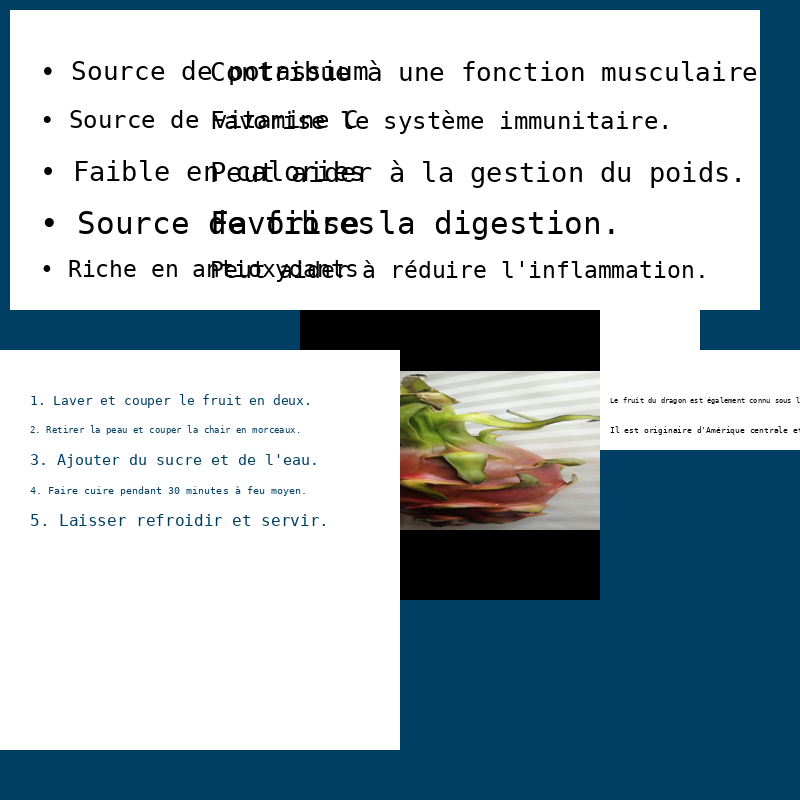 • Source de potassium Contribue à une fonction musculaire
• Source de vitamine C Favorise le système immunitaire.
• Faible en calories Peut aider à la gestion du poids.
• Source de fibres Favorise la digestion.
• Riche en antioxydants Peut aider à réduire l'inflammation.
1. Laver et couper le fruit en deux.
2. Retirer la peau et couper la chair en morceaux.
3. Ajouter du sucre et de l'eau.
4. Faire cuire pendant 30 minutes à feu moyen.
5. Laisser refroidir et servir.
Le fruit du dragon est également connu sous
Il est originaire d'Amérique centrale